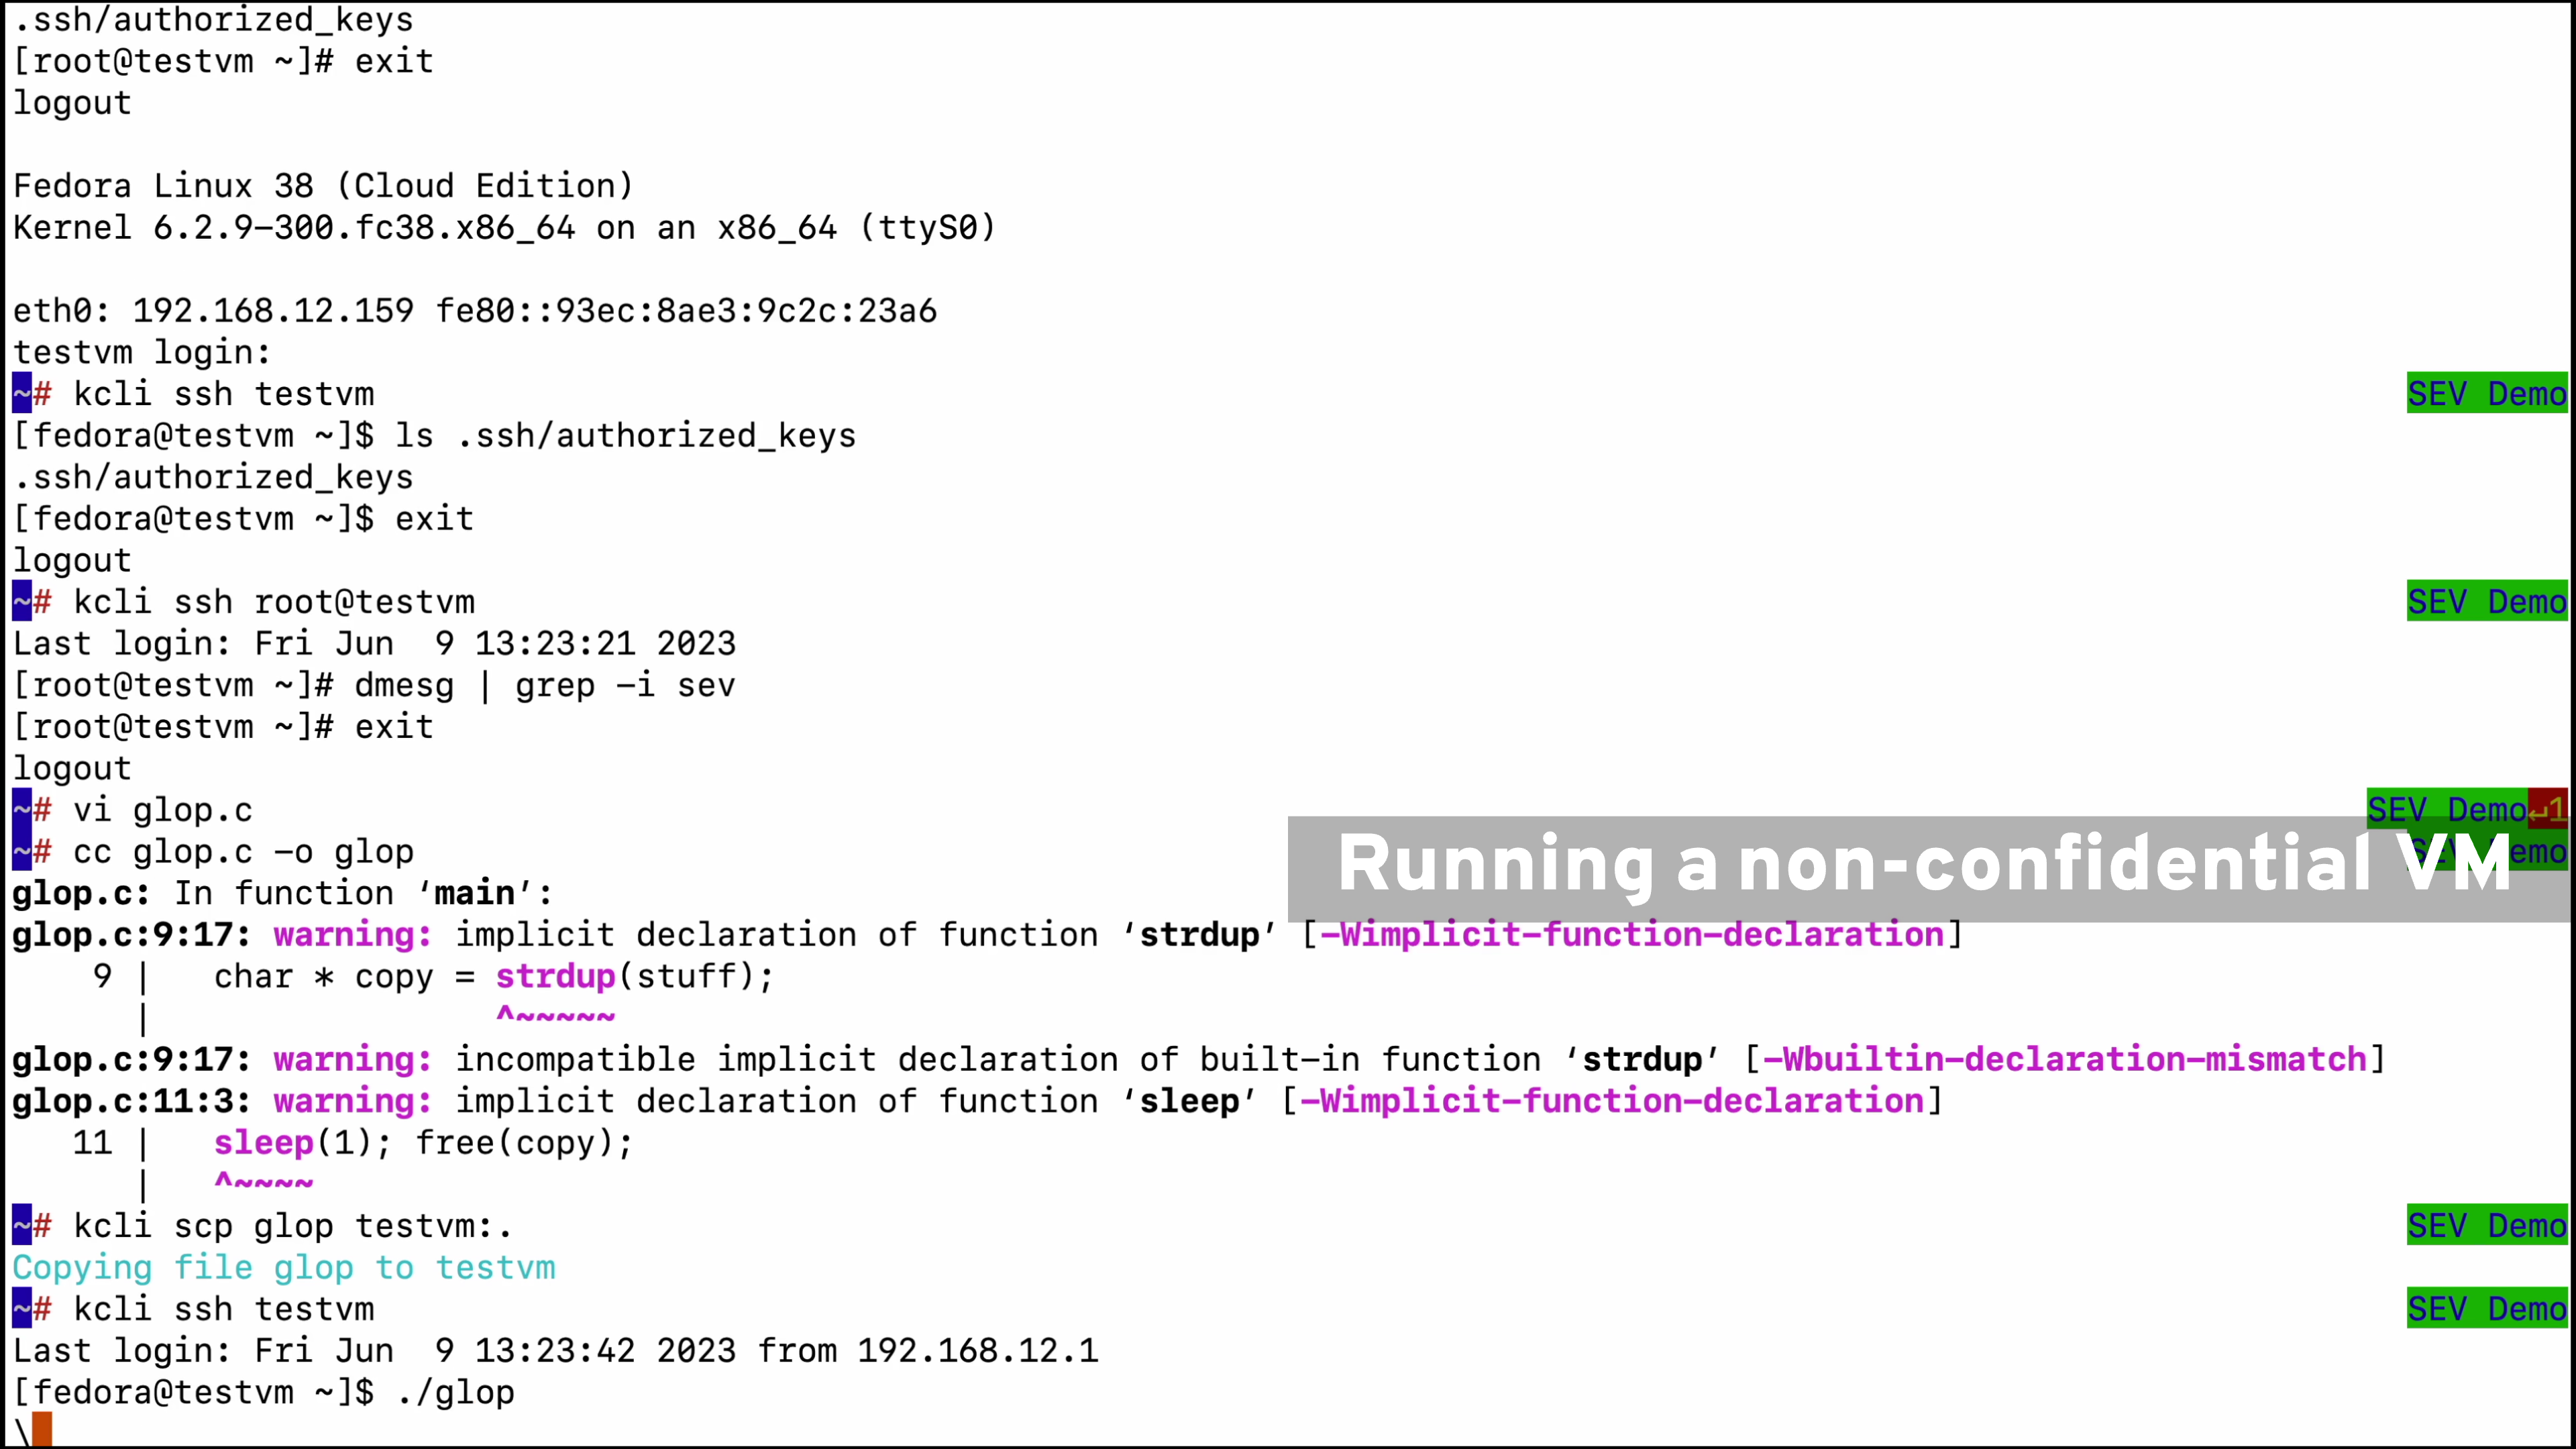 .ssh/authorized_keys
[root@testvm ~]# exit
logout
Fedora Linux 38 (Cloud Edition)
Kernel 6.2.9-300.fc38.x86_64 on an x86_64 (ttyS0)
eth0: 192.168.12.159 fe80::93ec:8ae3:9c2c:23a6
testvm login:
~# kcli ssh testvm SEV Demo
[fedora@testvm ~]$ ls .ssh/authorized_keys
.ssh/authorized_keys
[fedora@testvm ~]$ exit
logout
~# kcli ssh root@testvm SEV Demo
Last login: Fri Jun  9 13:23:21 2023
[root@testvm ~]# dmesg | grep -i sev
[root@testvm ~]# exit
logout
~# vi glop.c SEV Demo↵1
~# cc glop.c -o glop SEV Demo
Running a non-confidential VM
glop.c: In function ‘main’:
glop.c:9:17: warning: implicit declaration of function ‘strdup’ [-Wimplicit-function-declaration]
9 |   char * copy = strdup(stuff);
|                 ^~~~~~
glop.c:9:17: warning: incompatible implicit declaration of built-in function ‘strdup’ [-Wbuiltin-declaration-mismatch]
glop.c:11:3: warning: implicit declaration of function ‘sleep’ [-Wimplicit-function-declaration]
11 |   sleep(1); free(copy);
|   ^~~~~
~# kcli scp glop testvm:. SEV Demo
Copying file glop to testvm
~# kcli ssh testvm SEV Demo
Last login: Fri Jun  9 13:23:42 2023 from 192.168.12.1
[fedora@testvm ~]$ ./glop
\